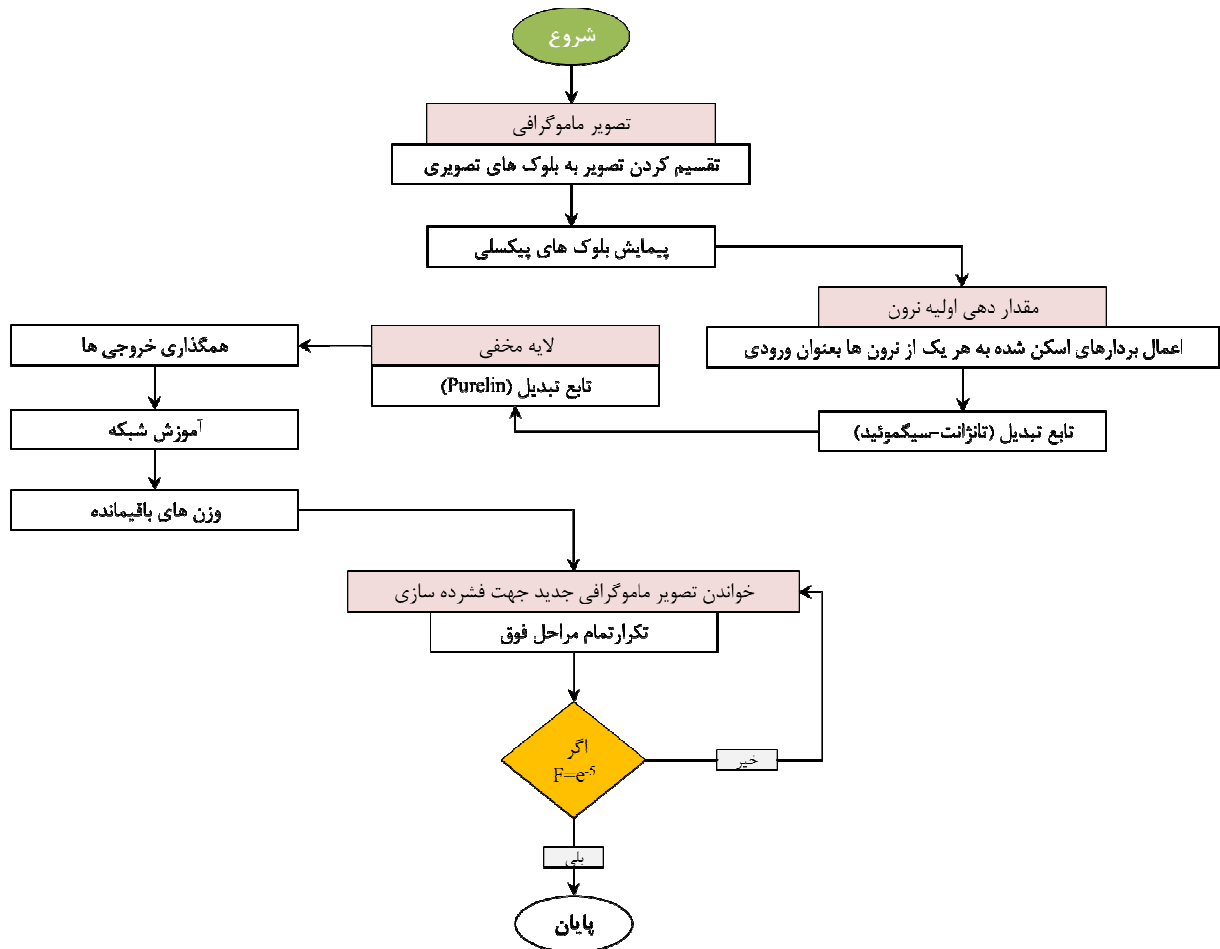 شروع
تصویر ماموگرافی
تقسیم کردن تصویر به بلوک های تصویری
پیمایش بلوک های پیکسلی
مقدار دهی اولیه نرون
اعمال بردارهای اسکن شده به هر یک از نرون ها بعنوان ورودی
تابع تبدیل (تانژانت-سیگموئید)
لایه مخفی
تابع تبدیل (Purelin)
همگذاری خروجی ها
آموزش شبکه
وزن های باقیمانده
خواندن تصویر ماموگرافی جدید جهت فشرده سازی
تکرارتمام مراحل فوق
اگر
F=e⁻⁵
خیر
بلی
پایان